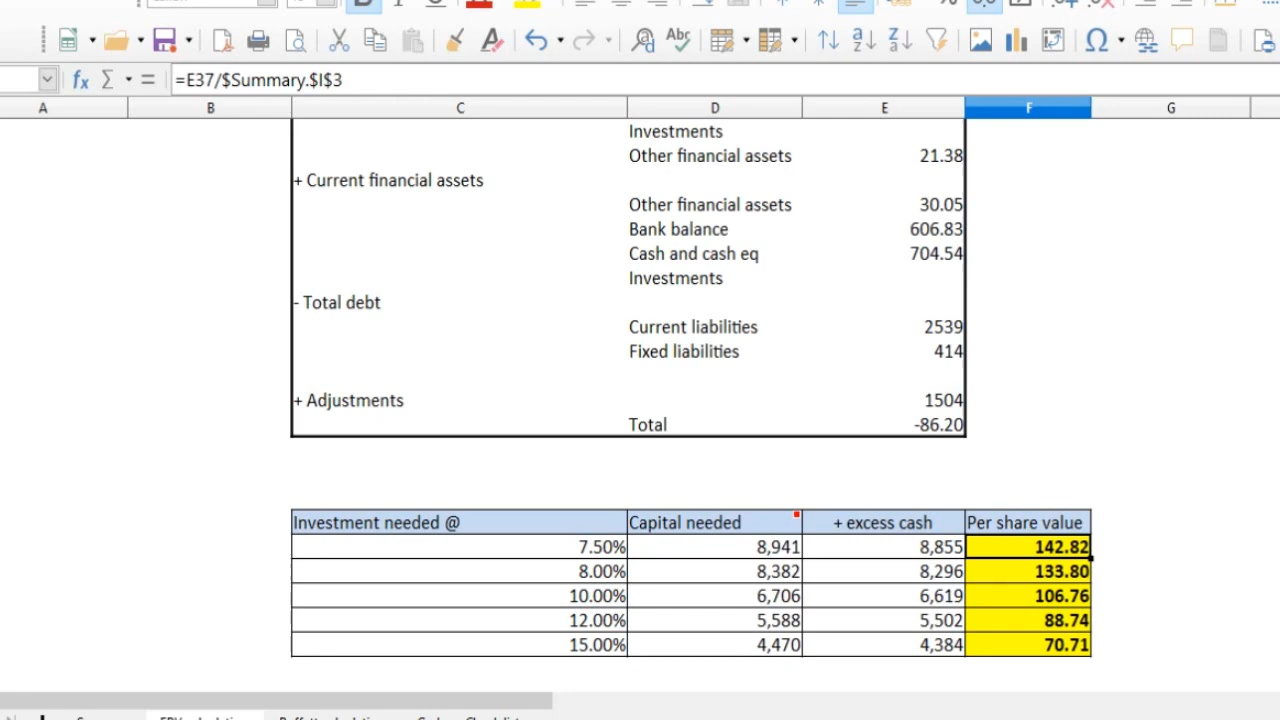 =E37/$Summary.$I$3
A B C D E F G
Investments
Other financial assets 21.38
+ Current financial assets
Other financial assets 30.05
Bank balance 606.83
Cash and cash eq 704.54
Investments
- Total debt
Current liabilities 2539
Fixed liabilities 414
+ Adjustments 1504
Total -86.20
Investment needed @ Capital needed + excess cash Per share value
7.50% 8,941 8,855 142.82
8.00% 8,382 8,296 133.80
10.00% 6,706 6,619 106.76
12.00% 5,588 5,502 88.74
15.00% 4,470 4,384 70.71